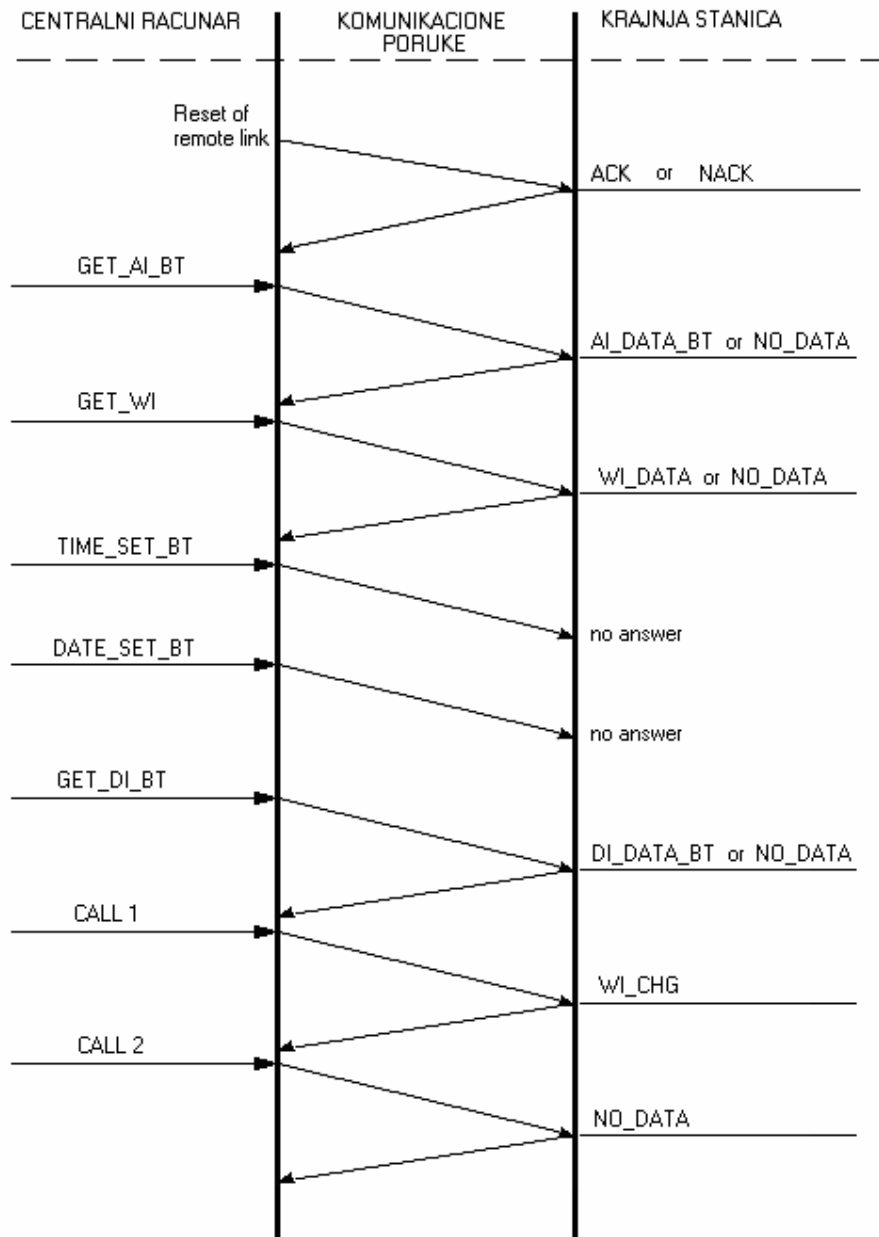 CENTRALNI RACUNAR
KOMUNIKACIONE
PORUKE
KRAJNJA STANICA
Reset of
remote link
ACK or NACK
GET_AI_BT
AI_DATA_BT or NO_DATA
GET_WI
WI_DATA or NO_DATA
TIME_SET_BT
no answer
DATE_SET_BT
no answer
GET_DI_BT
DI_DATA_BT or NO_DATA
CALL 1
WI_CHG
CALL 2
NO_DATA